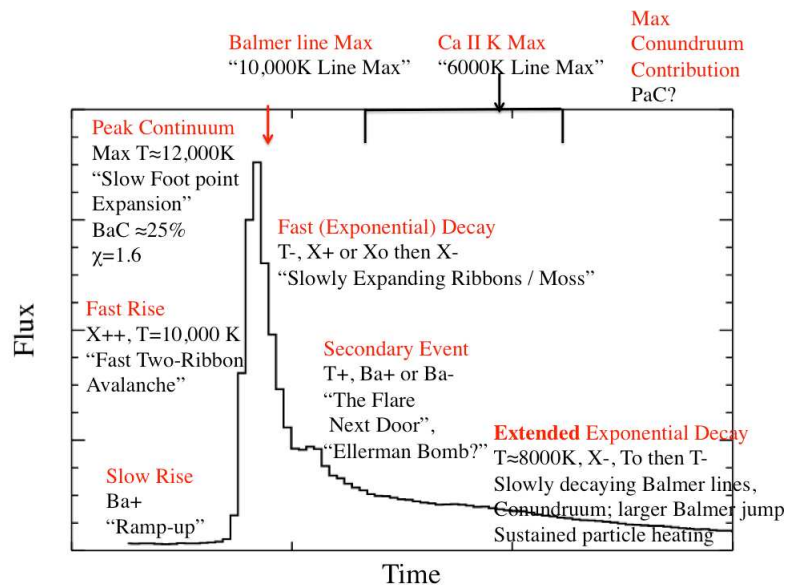 Balmer line Max
“10,000K Line Max”
Ca II K Max
“6000K Line Max”
Max
Conundruum
Contribution
PaC?
Peak Continuum
Max T≈12,000K
“Slow Foot point
Expansion”
BaC ≈25%
χ=1.6
Fast (Exponential) Decay
T-, X+ or Xo then X-
“Slowly Expanding Ribbons / Moss”
Fast Rise
X++, T=10,000 K
“Fast Two-Ribbon
Avalanche”
Secondary Event
T+, Ba+ or Ba-
“The Flare
Next Door”,
“Ellerman Bomb?”
Extended Exponential Decay
T≈8000K, X-, To then T-
Slowly decaying Balmer lines,
Conundruum; larger Balmer jump
Sustained particle heating
Slow Rise
Ba+
“Ramp-up”
Flux
Time